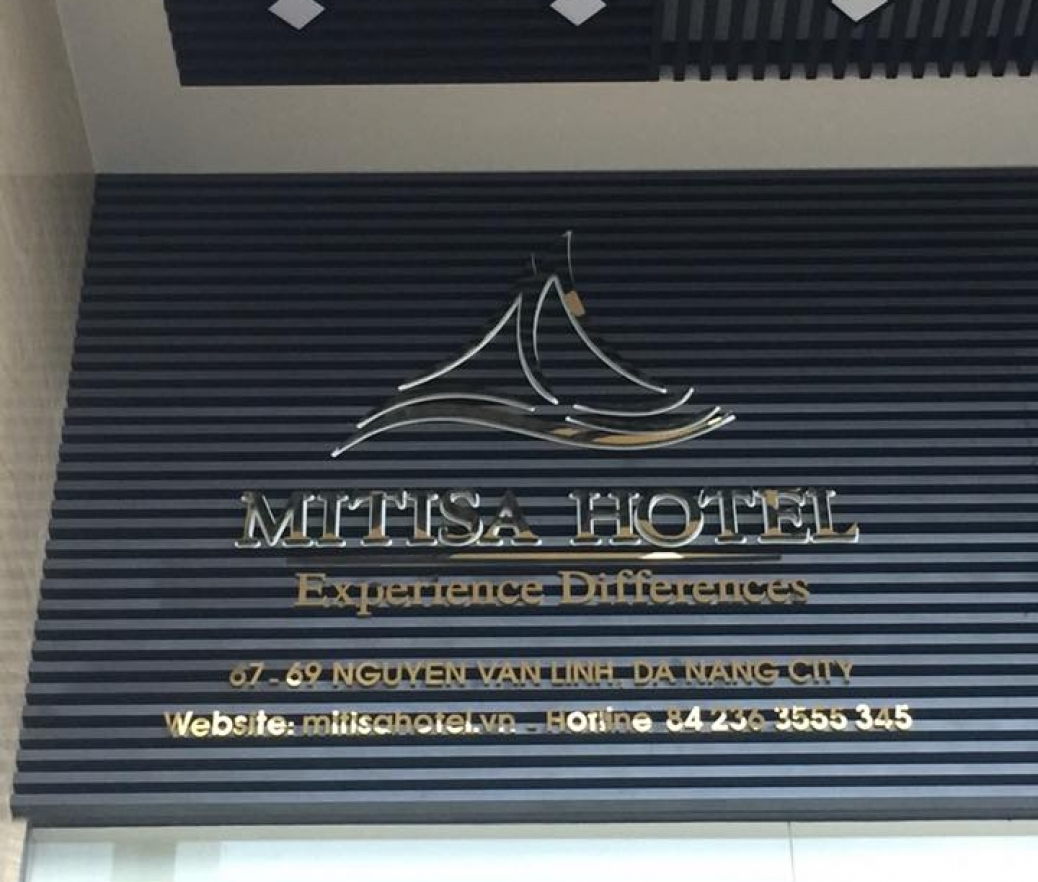 MITISA HOTEL
Experience Differences
67 - 69 NGUYEN VAN LINH, DA NANG CITY
Website: mitisahotel.vn - Hotline 84 236 3555 345